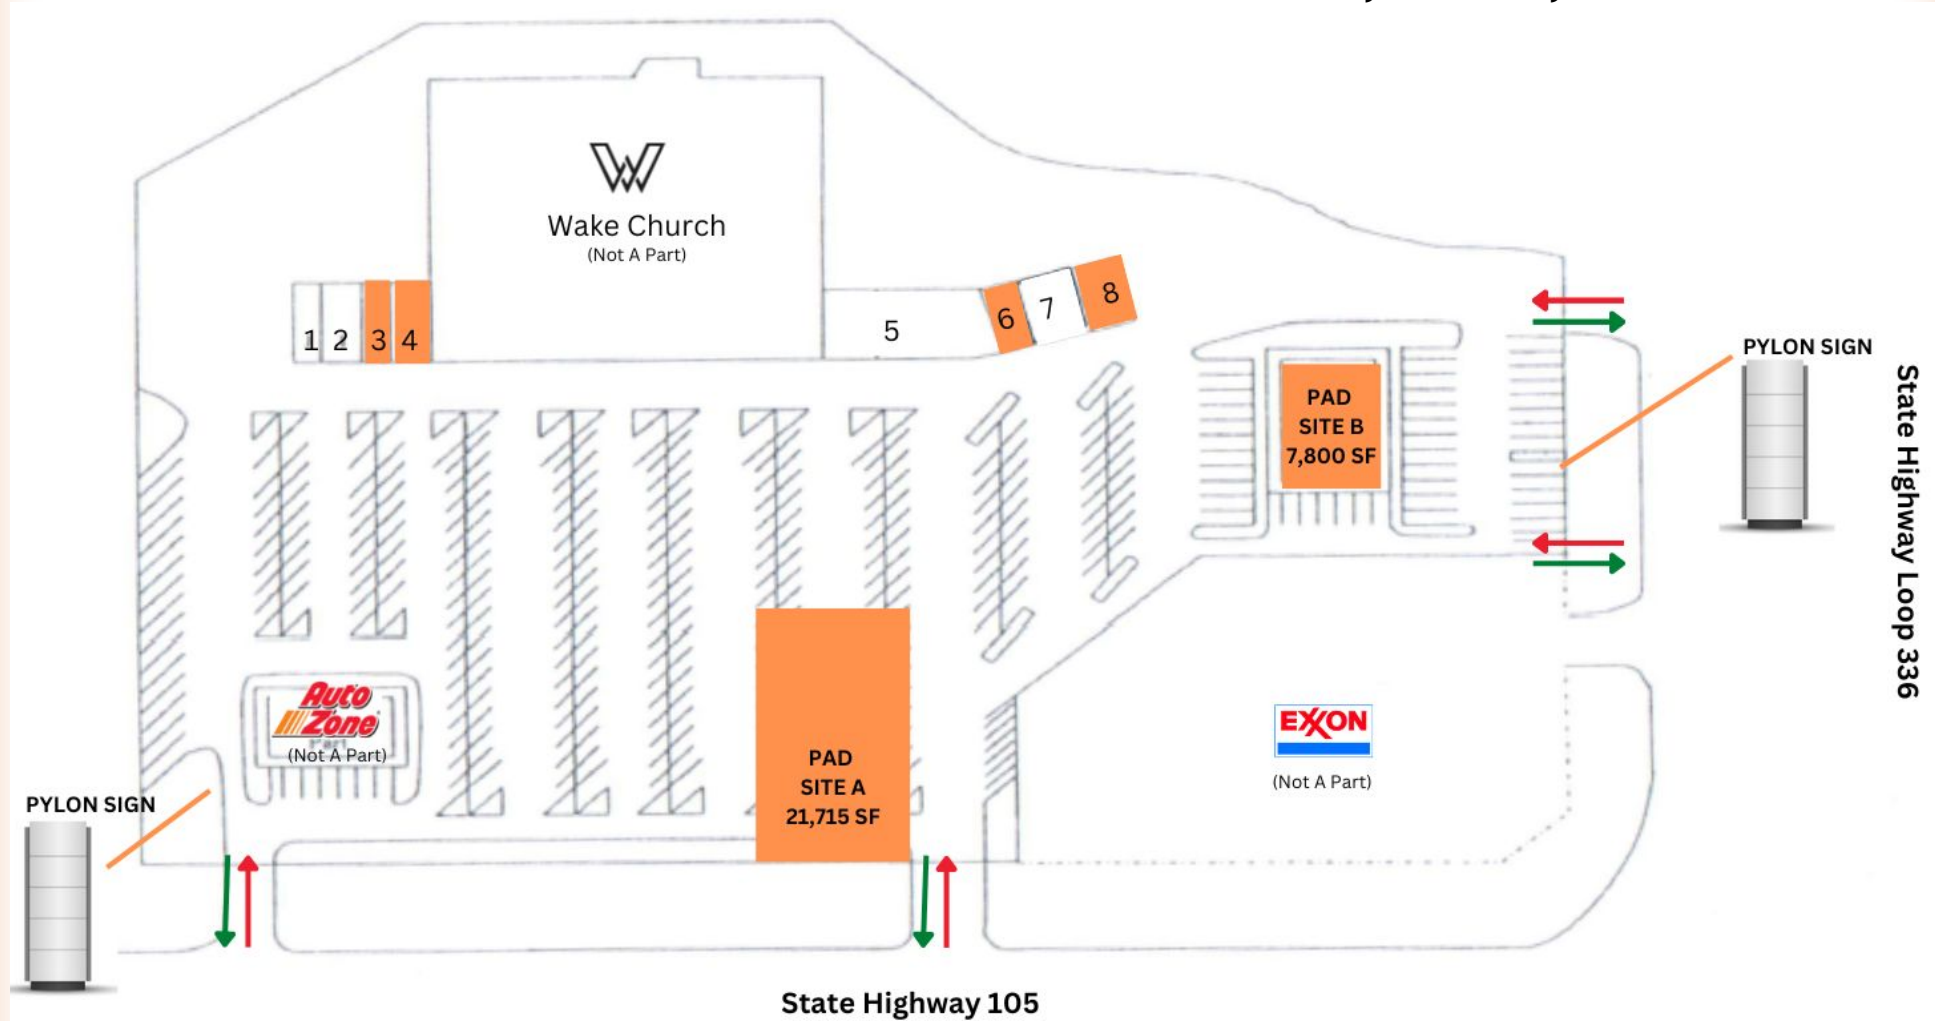 Wake Church
(Not A Part)
1
2
3
4
5
6
7
8
PAD
SITE B
7,800 SF
PYLON SIGN
State Highway Loop 336
Auto
Zone
(Not A Part)
PAD
SITE A
21,715 SF
EXXON
(Not A Part)
PYLON SIGN
State Highway 105